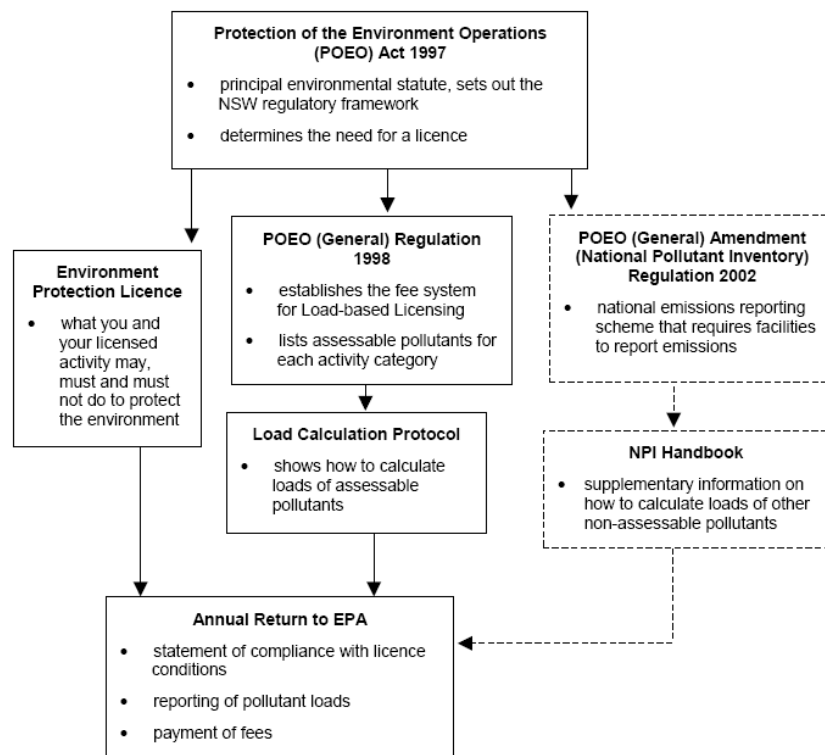 Protection of the Environment Operations
(POEO) Act 1997
• principal environmental statute, sets out the
NSW regulatory framework
• determines the need for a licence
Environment
Protection Licence
• what you and
your licensed
activity may,
must and must
not do to protect
the environment
POEO (General) Regulation
1998
• establishes the fee system
for Load-based Licensing
• lists assessable pollutants for
each activity category
POEO (General) Amendment
(National Pollutant Inventory)
Regulation 2002
• national emissions reporting
scheme that requires facilities
to report emissions
Load Calculation Protocol
• shows how to calculate
loads of assessable
pollutants
NPI Handbook
• supplementary information on
how to calculate loads of other
non-assessable pollutants
Annual Return to EPA
• statement of compliance with licence
conditions
• reporting of pollutant loads
• payment of fees